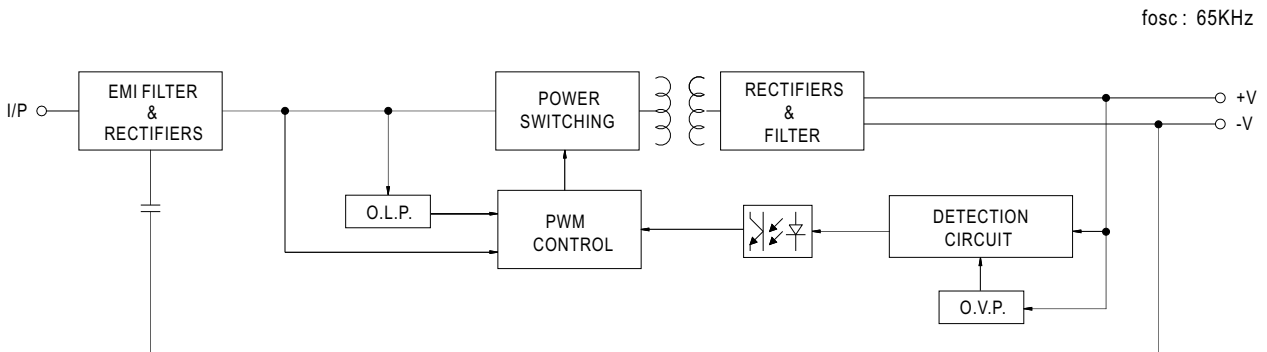 fosc : 65KHz
I/P
EMI FILTER
&
RECTIFIERS
POWER
SWITCHING
RECTIFIERS
&
FILTER
+V
-V
O.L.P.
PWM
CONTROL
DETECTION
CIRCUIT
O.V.P.